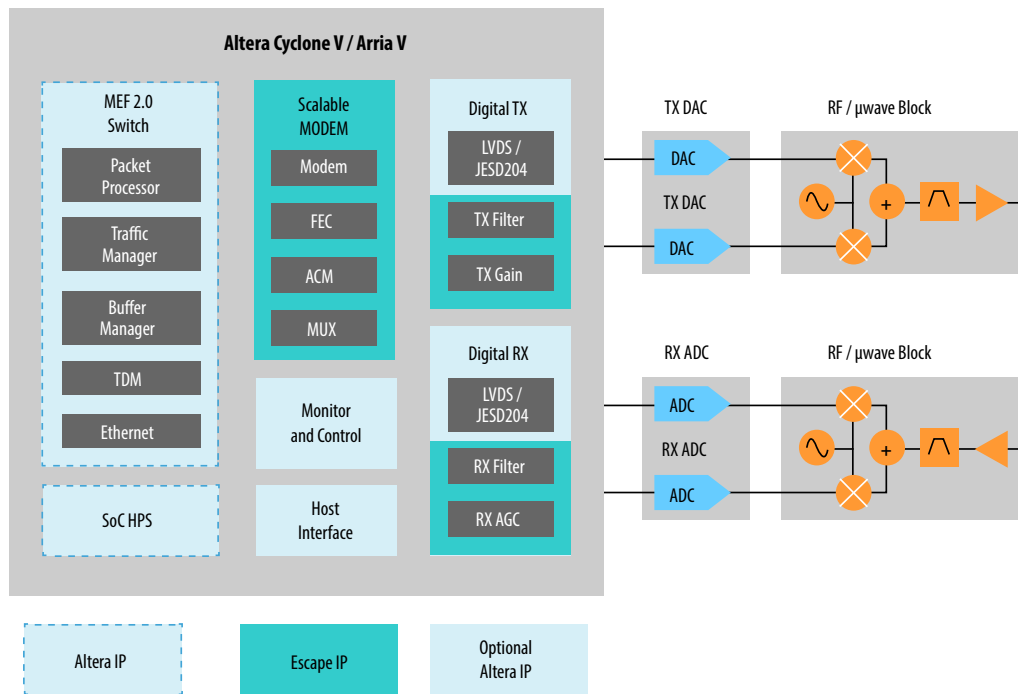 Altera Cyclone V / Arria V
MEF 2.0
Switch
Packet
Processor
Traffic
Manager
Buffer
Manager
TDM
Ethernet
SoC HPS
Scalable
MODEM
Modem
FEC
ACM
MUX
Monitor
and Control
Host
Interface
Digital TX
LVDS /
JESD204
TX Filter
TX Gain
Digital RX
LVDS /
JESD204
RX Filter
RX AGC
TX DAC
DAC
TX DAC
DAC
RF / µwave Block
+
RX ADC
ADC
RX ADC
ADC
RF / µwave Block
+
Altera IP
Escape IP
Optional
Altera IP